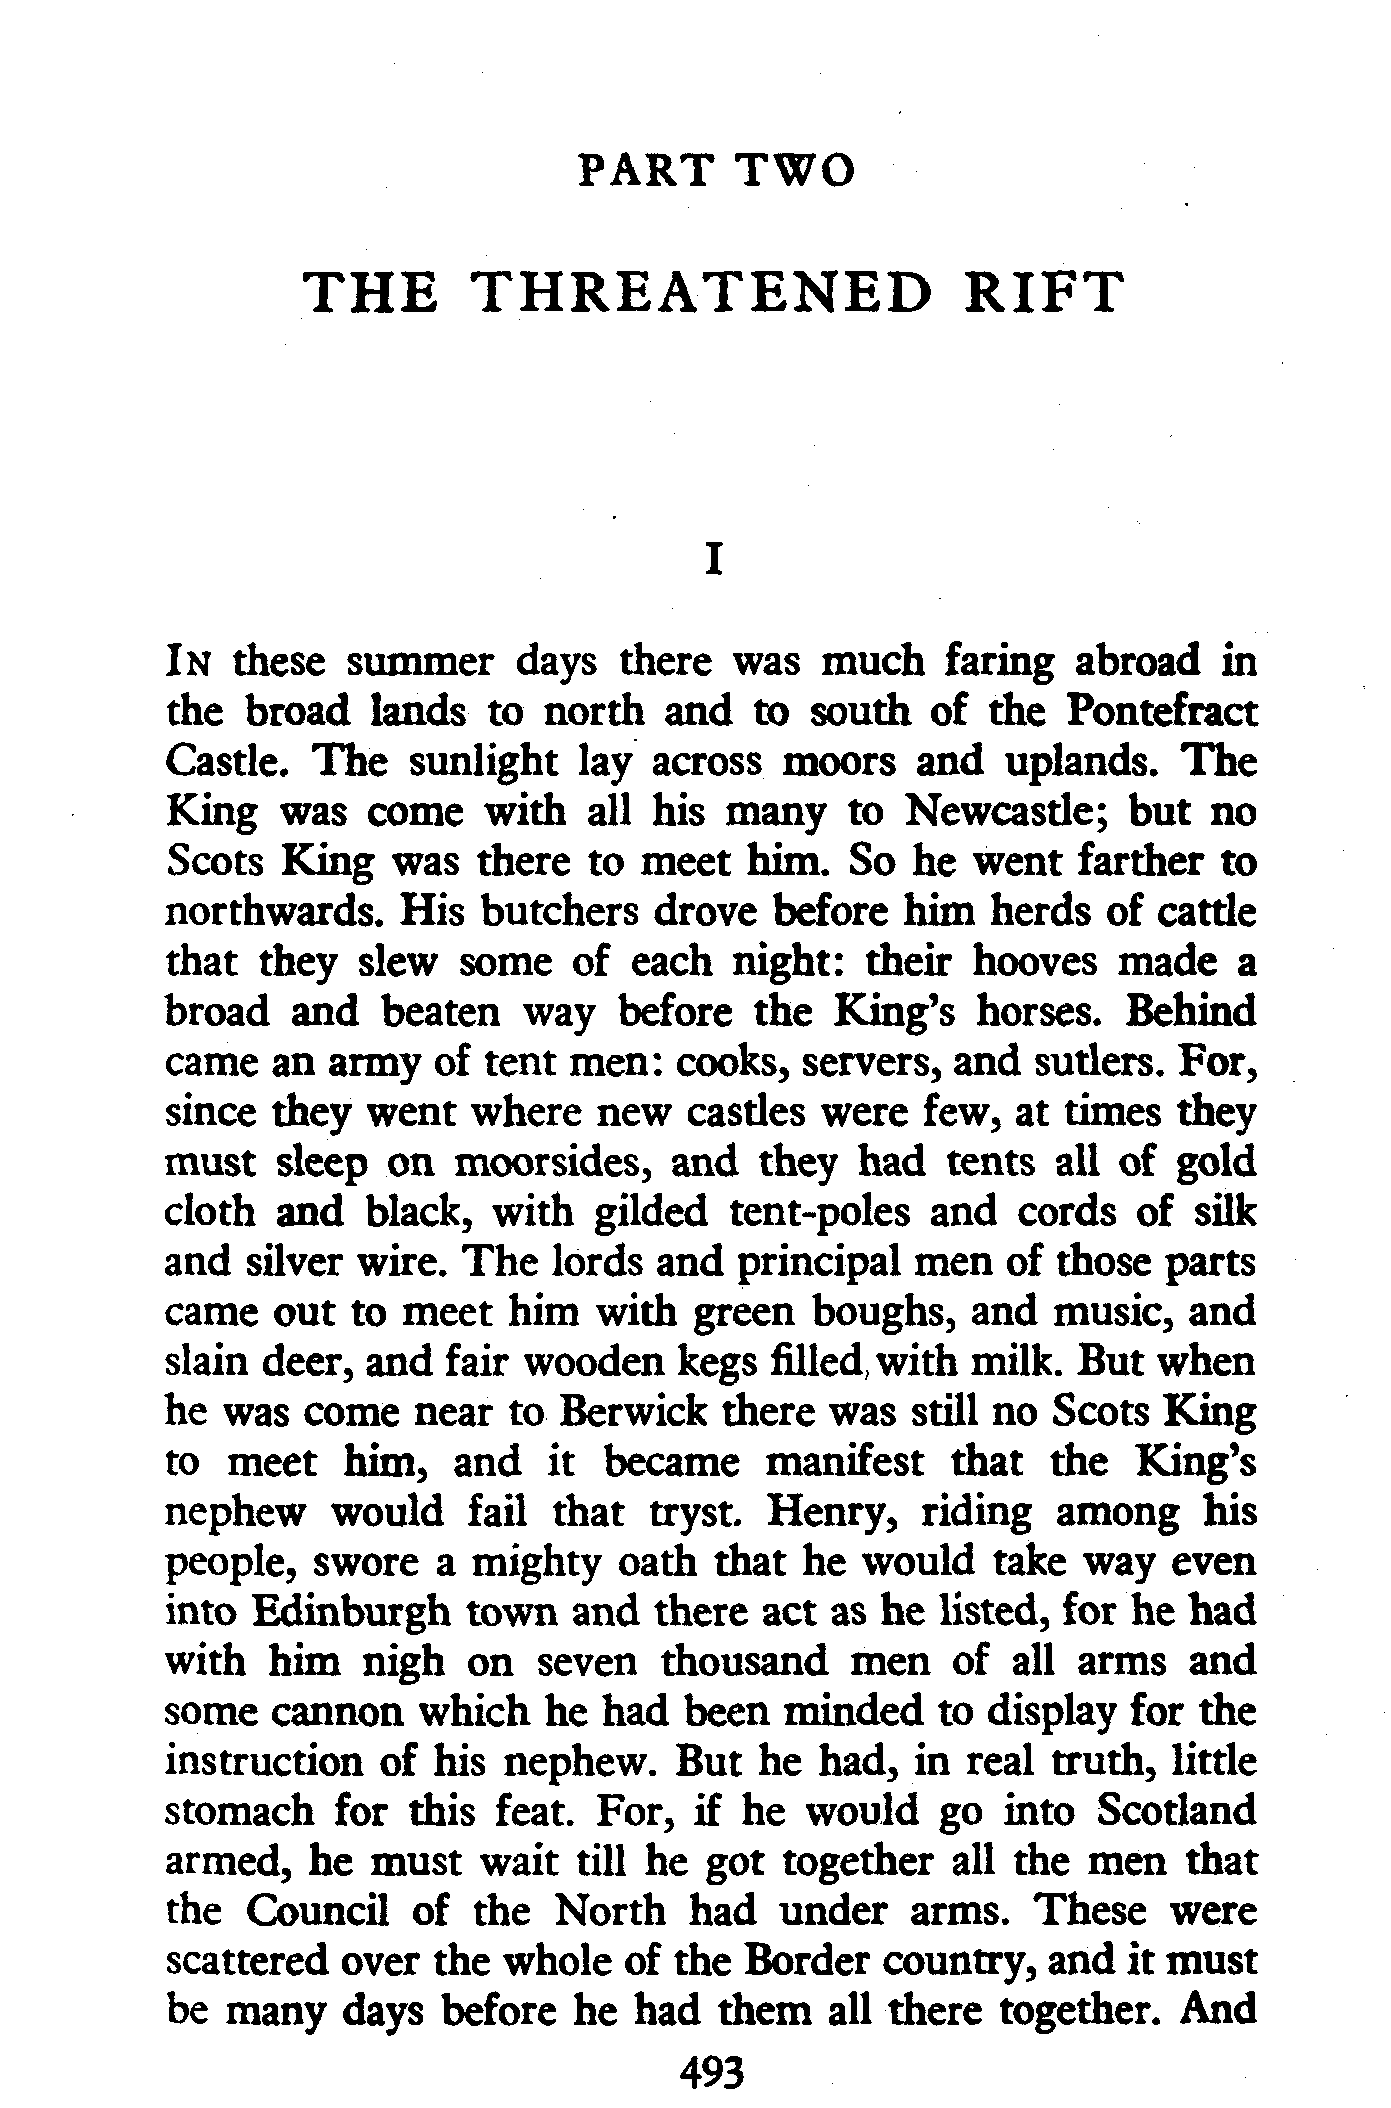 PART TWO
THE THREATENED RIFT
I
IN these summer days there was much faring abroad in
the broad lands to north and to south of the Pontefract
Castle. The sunlight lay across moors and uplands. The
King was come with all his many to Newcastle; but no
Scots King was there to meet him. So he went farther to
northwards. His butchers drove before him herds of cattle
that they slew some of each night: their hooves made a
broad and beaten way before the King's horses. Behind
came an army of tent men: cooks, servers, and sutlers. For,
since they went where new castles were few, at times they
must sleep on moorsides, and they had tents all of gold
cloth and black, with gilded tent-poles and cords of silk
and silver wire. The lords and principal men of those parts
came out to meet him with green boughs, and music, and
slain deer, and fair wooden kegs filled, with milk. But when
he was come near to Berwick there was still no Scots King
to meet him, and it became manifest that the King's
nephew would fail that tryst. Henry, riding among his
people, swore a mighty oath that he would take way even
into Edinburgh town and there act as he listed, for he had
with him nigh on seven thousand men of all arms and
some cannon which he had been minded to display for the
instruction of his nephew. But he had, in real truth, little
stomach for this feat. For, if he would go into Scotland
armed, he must wait till he got together all the men that
the Council of the North had under arms. These were
scattered over the whole of the Border country, and it must
be many days before he had them all there together. And
493